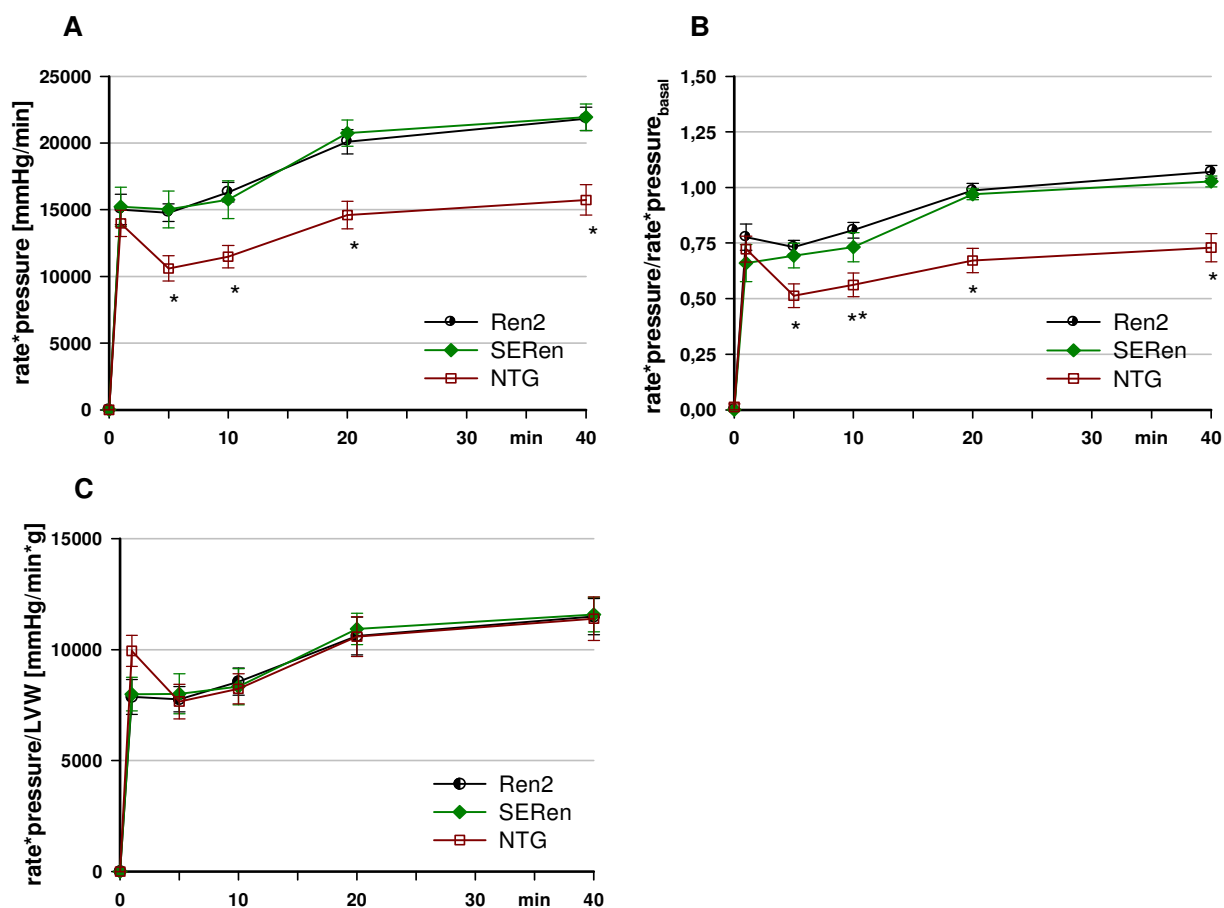 A
rate*pressure [mmHg/min]
25000
20000
15000
10000
5000
0
* * * *
Ren2
SERen
NTG
0 10 20 30 min 40
B
rate*pressure/rate*pressure basal
1,50
1,25
1,00
0,75
0,50
0,25
0,00
* ** * *
Ren2
SERen
NTG
0 10 20 30 min 40
C
rate*pressure/LVW [mmHg/min*g]
15000
10000
5000
0
Ren2
SERen
NTG
0 10 20 30 min 40